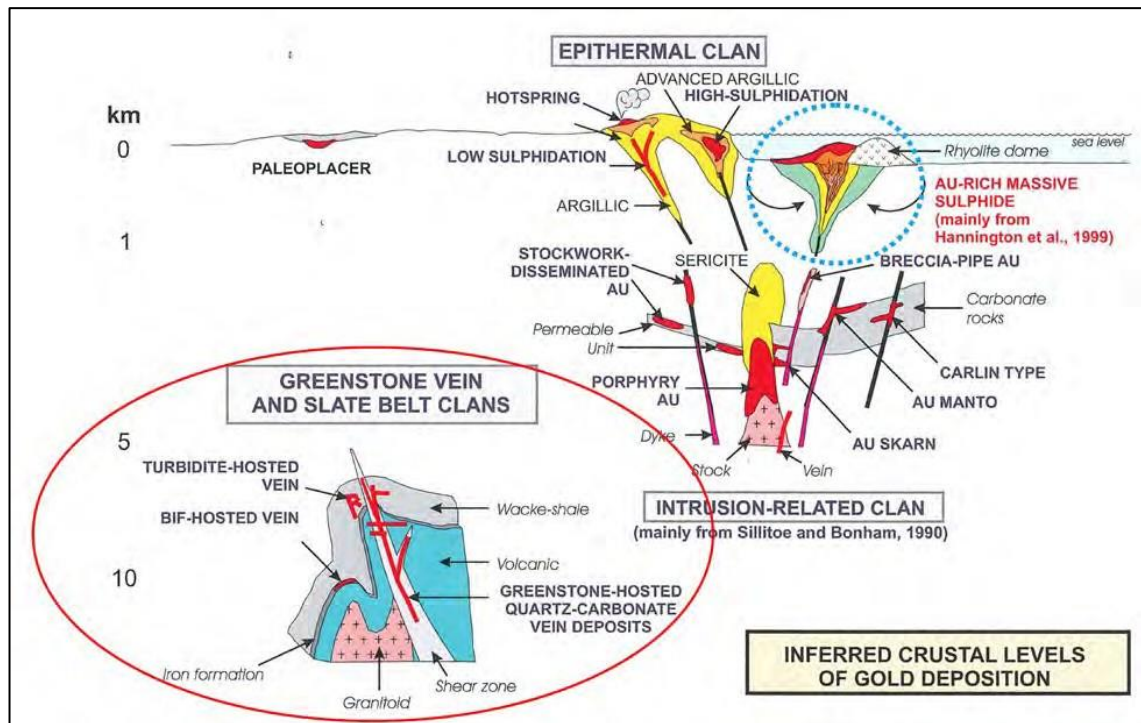 EPITHERMAL CLAN
ADVANCED ARGILLIC
HIGH-SULPHIDATION
HOTSPRING
km
0
sea level
PALEOPLACER
LOW SULPHIDATION
Rhyolite dome
ARGILLIC
AU-RICH MASSIVE
SULPHIDE
(mainly from
Hannington et al., 1999)
1
STOCKWORK-
DISSEMINATED
AU
SERICITE
BRECCIA-PIPE AU
Carbonate
rocks
Permeable
Unit
PORPHYRY
AU
CARLIN TYPE
AU MANTO
AU SKARN
Dyke
Stock
Vein
GREENSTONE VEIN
AND SLATE BELT CLANS
5
TURBIDITE-HOSTED
VEIN
BIF-HOSTED VEIN
Wacke-shale
INTRUSION-RELATED CLAN
(mainly from Sillitoe and Bonham, 1990)
Volcanic
10
GREENSTONE-HOSTED
QUARTZ-CARBONATE
VEIN DEPOSITS
Iron formation
Granitoid
Shear zone
INFERRED CRUSTAL LEVELS
OF GOLD DEPOSITION